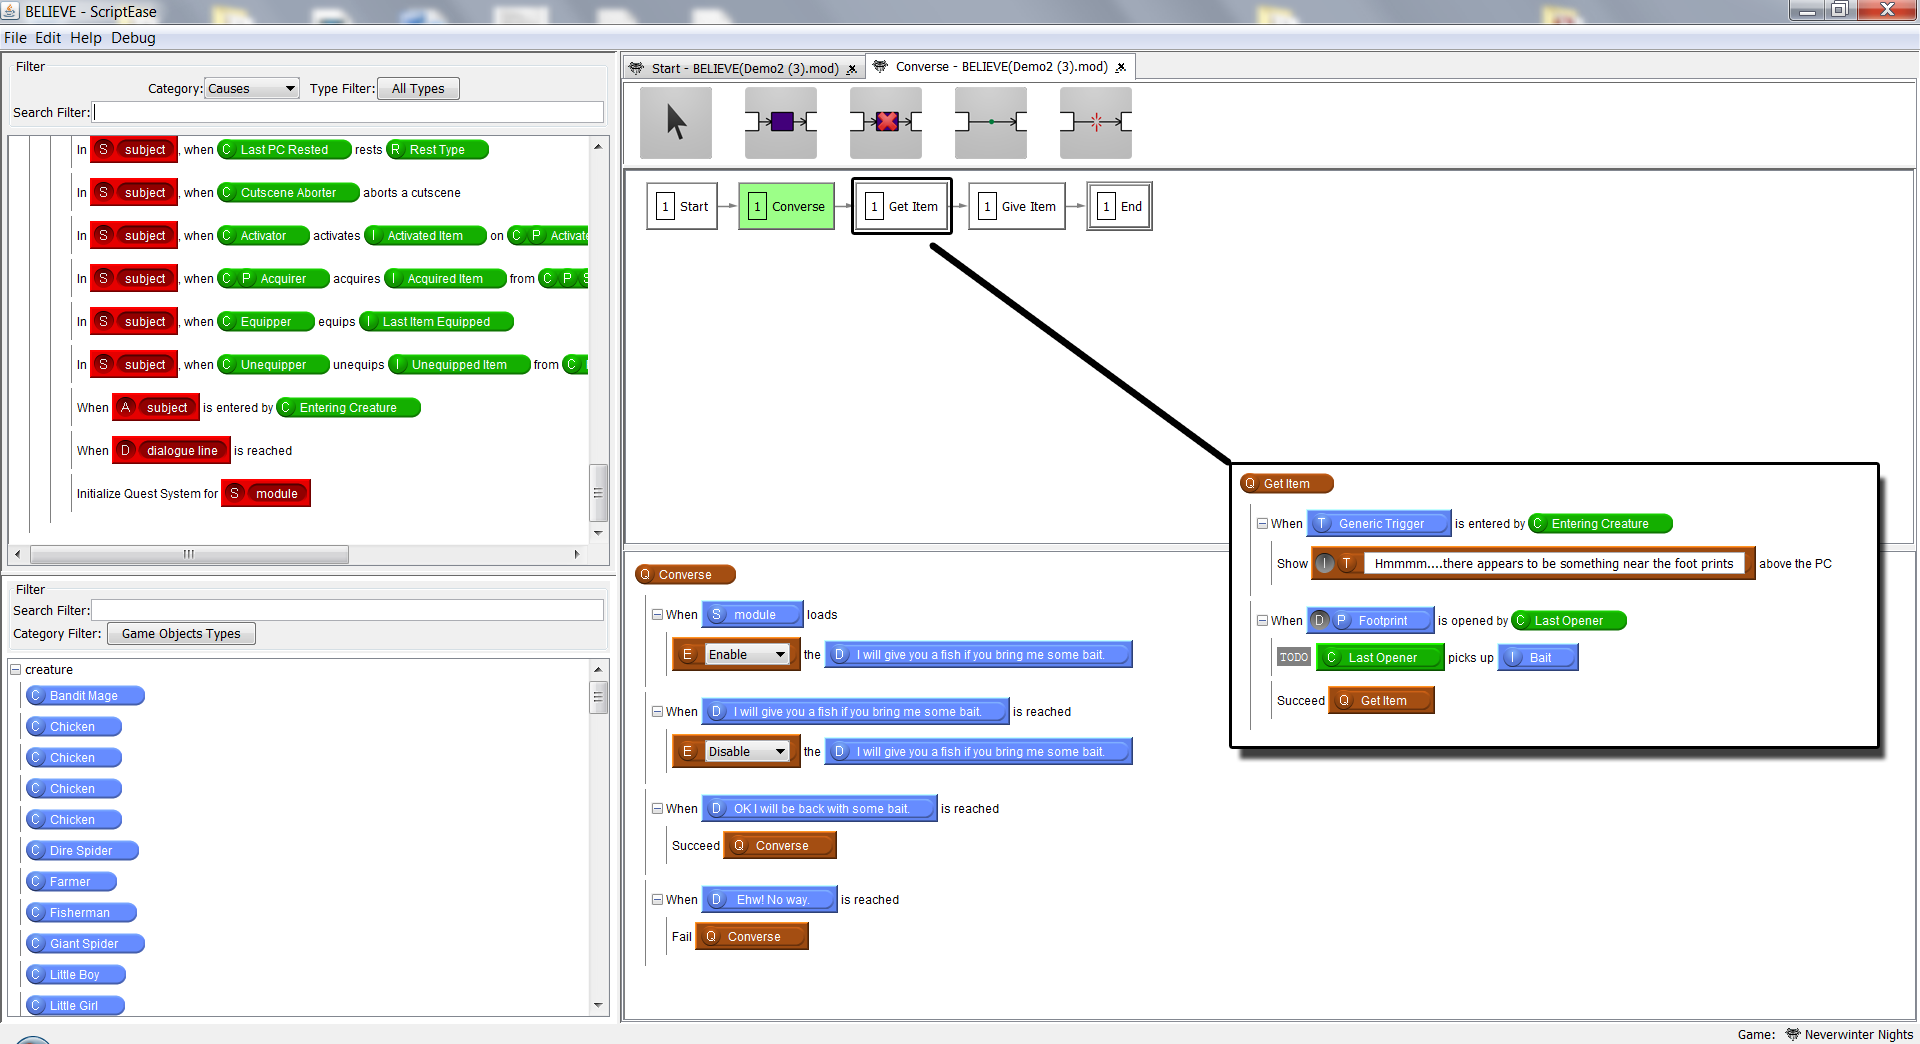 BELIEVE - ScriptEase
File Edit Help Debug
Filter
Category: Causes Type Filter: All Types
Search Filter:
In S subject , when C Last PC Rested rests R Rest Type
In S subject , when C Cutscene Aborter aborts a cutscene
In S subject , when C Activator activates I Activated Item on C P Activate
In S subject , when C P Acquirer acquires I Acquired Item from C P S
In S subject , when C Equipper equips I Last Item Equipped
In S subject , when C Unequipper unequips I Unequipped Item from C
When A subject is entered by C Entering Creature
When D dialogue line is reached
Initialize Quest System for S module
Filter
Search Filter:
Category Filter: Game Objects Types
creature
C Bandit Mage
C Chicken
C Chicken
C Chicken
C Chicken
C Dire Spider
C Farmer
C Fisherman
C Giant Spider
C Little Boy
C Little Girl
Start - BELIEVE(Demo2 (3).mod) x Converse - BELIEVE(Demo2 (3).mod) x
1 Start 1 Converse 1 Get Item 1 Give Item 1 End
Q Converse
When S module loads
E Enable the D I will give you a fish if you bring me some bait.
When D I will give you a fish if you bring me some bait. is reached
E Disable the D I will give you a fish if you bring me some bait.
When D OK I will be back with some bait. is reached
Succeed Q Converse
When D Ehw! No way. is reached
Fail Q Converse
Q Get Item
When T Generic Trigger is entered by C Entering Creature
Show I T Hmmmm....there appears to be something near the foot prints above the PC
When D P Footprint is opened by C Last Opener
TODO C Last Opener picks up I Bait
Succeed Q Get Item
Game: Neverwinter Nights